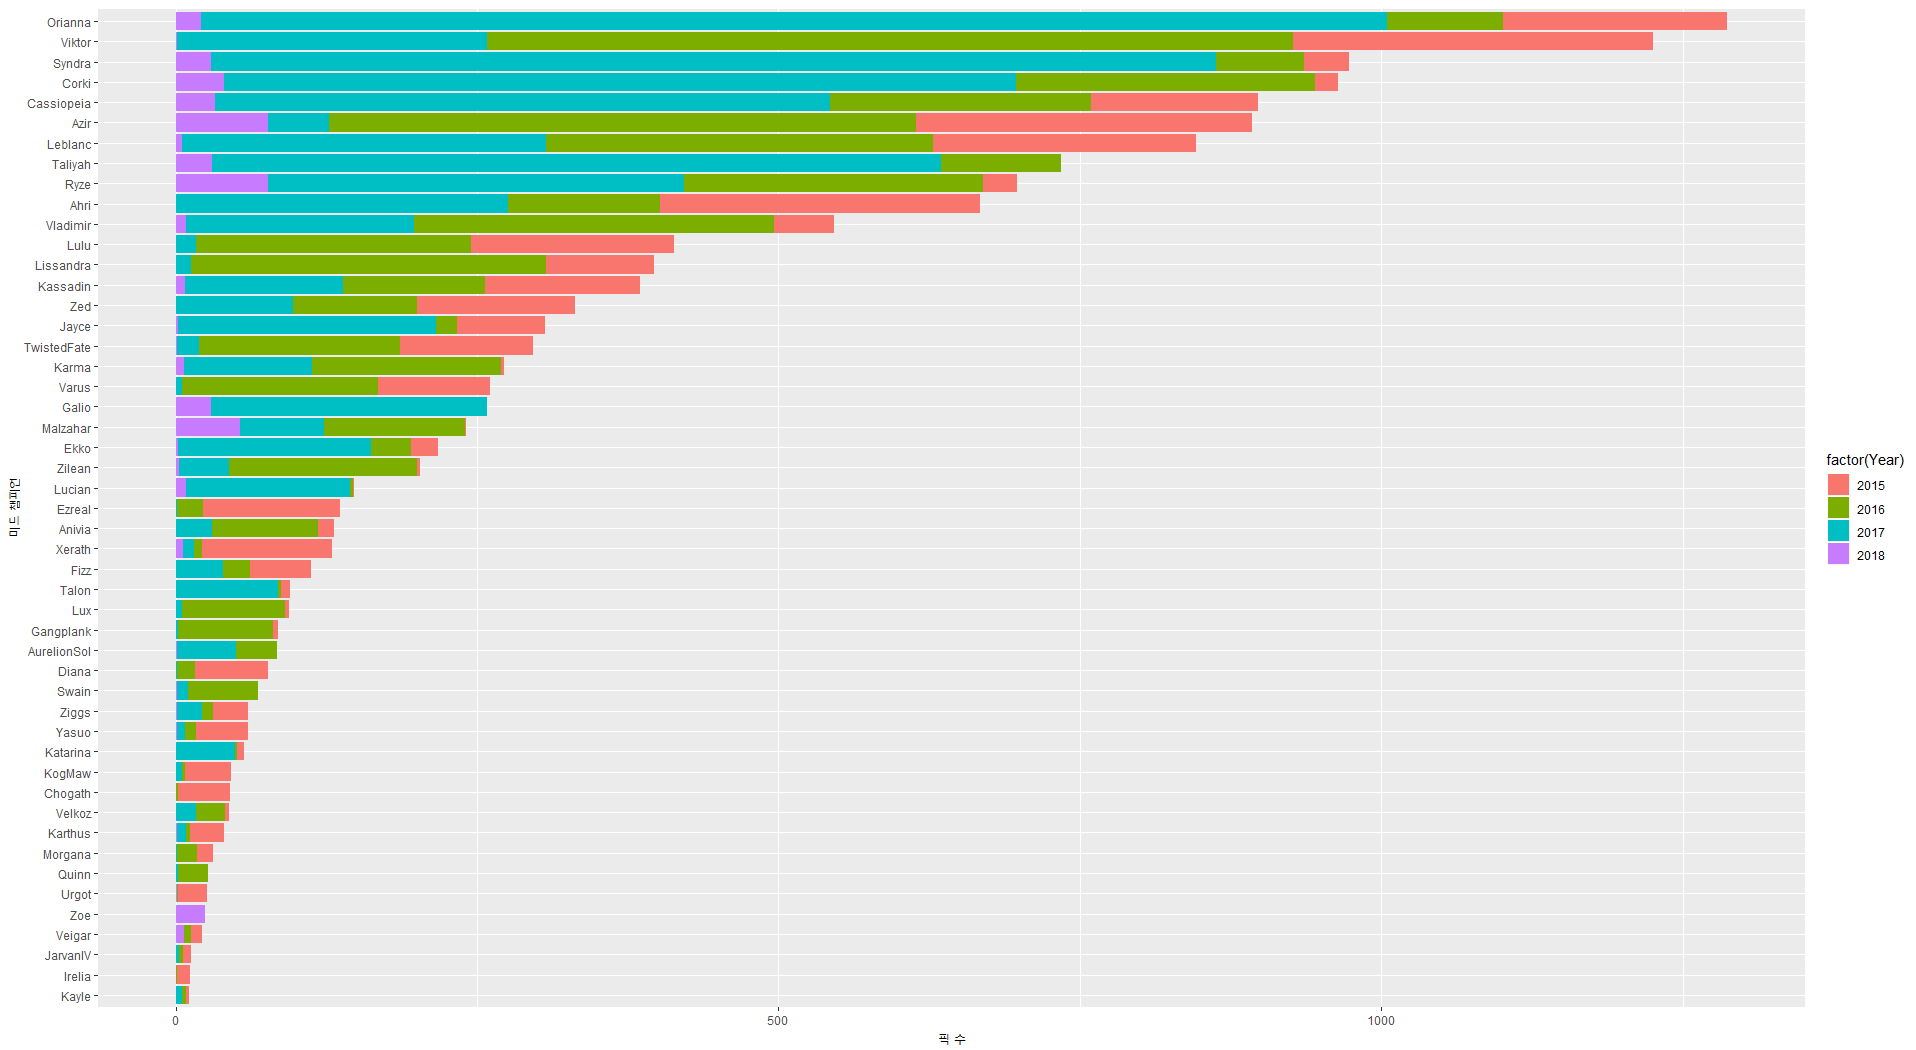 Orianna
Viktor
Syndra
Corki
Cassiopeia
Azir
Leblanc
Taliyah
Ryze
Ahri
Vladimir
Lulu
Lissandra
Kassadin
Zed
Jayce
TwistedFate
Karma
Varus
Galio
Malzahar
Ekko
Zilean
Lucian
Ezreal
Anivia
Xerath
Fizz
Talon
Lux
Gangplank
AurelionSol
Diana
Swain
Ziggs
Yasuo
Katarina
KogMaw
Chogath
Velkoz
Karthus
Morgana
Quinn
Urgot
Zoe
Veigar
JarvanIV
Irelia
Kayle
미드 챔피언
0
500
1000
픽 수
factor(Year)
2015
2016
2017
2018